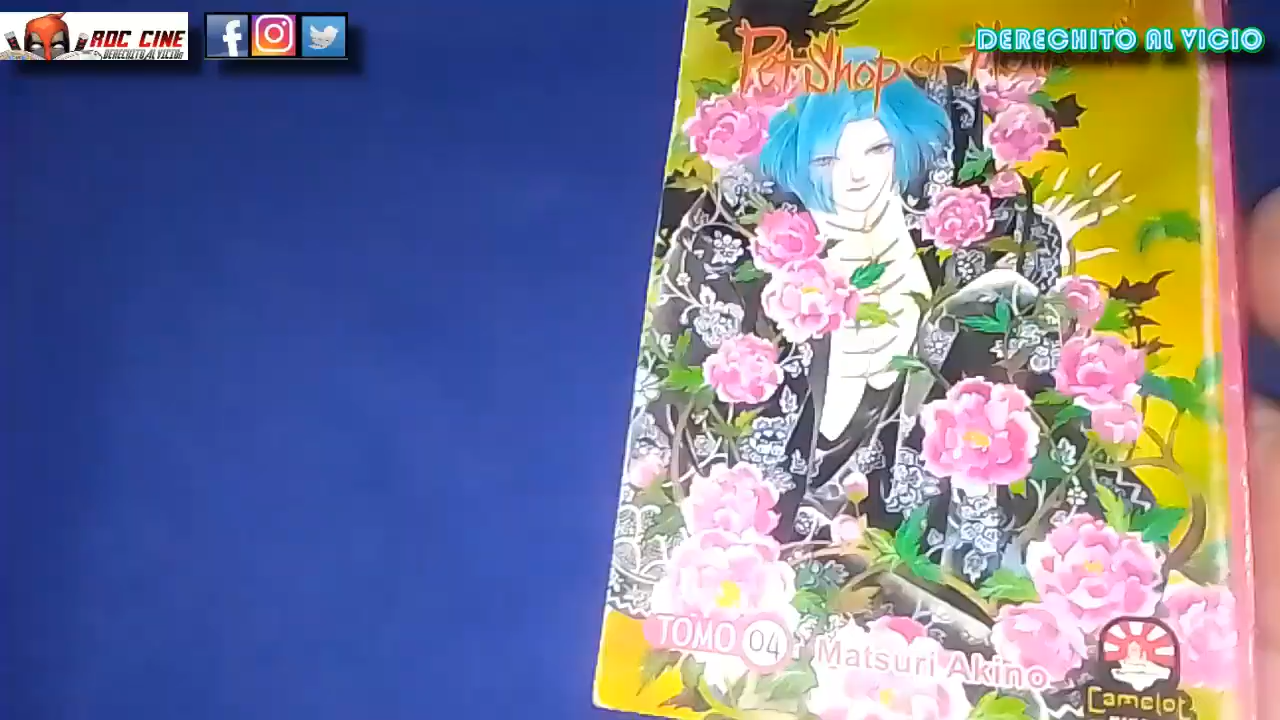 ROC CINE
DERECHITO AL VICIO
DERECHITO AL VICIO
Pet Shop of
TOMO 04
Matsuri Akino
Camelot